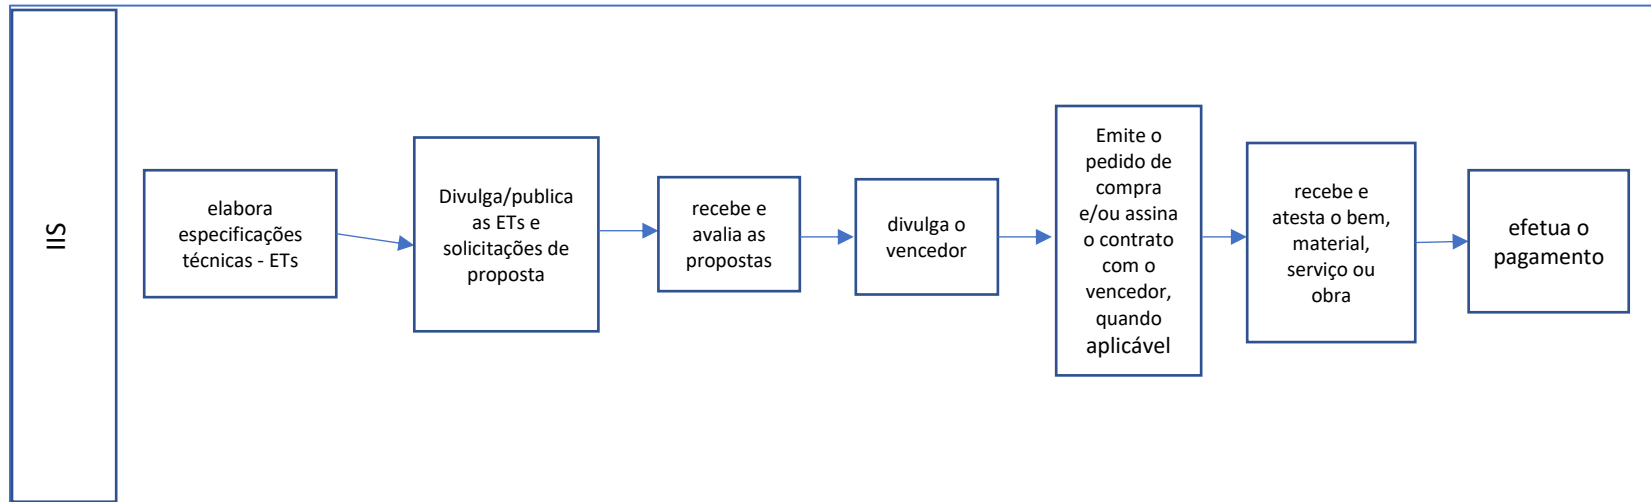 IIS
elabora
especificações
técnicas - ETs
Divulga/publica
as ETs e
solicitações de
proposta
recebe e
avalia as
propostas
divulga o
vencedor
Emite o
pedido de
compra
e/ou assina
o contrato
com o
vencedor,
quando
aplicável
recebe e
atesta o bem,
material,
serviço ou
obra
efetua o
pagamento